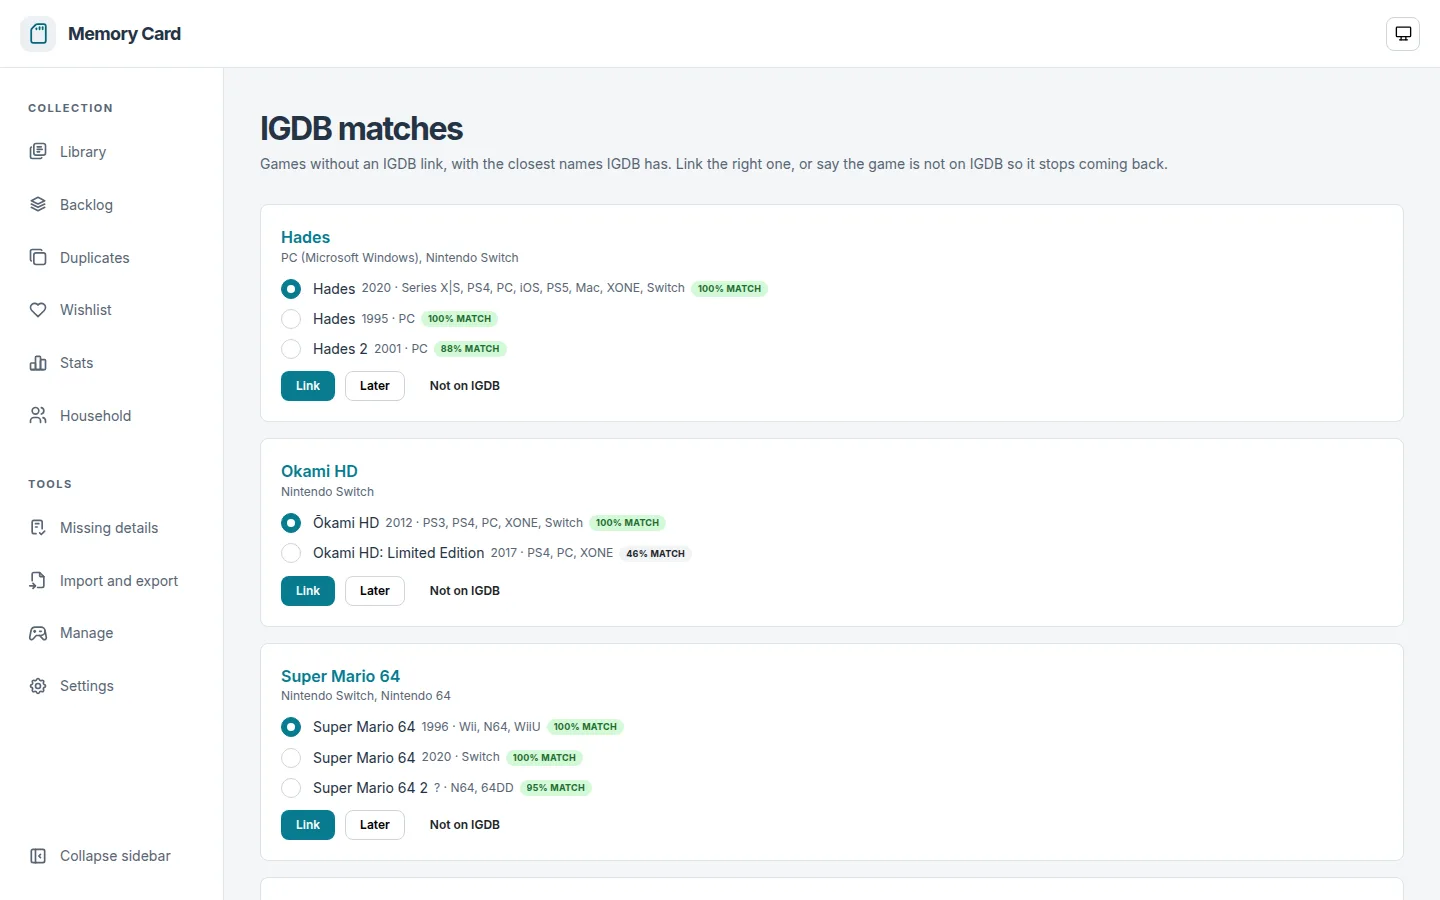 Memory Card
COLLECTION
Library
Backlog
Duplicates
Wishlist
Stats
Household
TOOLS
Missing details
Import and export
Manage
Settings
Collapse sidebar
IGDB matches
Games without an IGDB link, with the closest names IGDB has. Link the right one, or say the game is not on IGDB so it stops coming back.
Hades
PC (Microsoft Windows), Nintendo Switch
Hades 2020 · Series X|S, PS4, PC, iOS, PS5, Mac, XONE, Switch 100% MATCH
Hades 1995 · PC 100% MATCH
Hades 2 2001 · PC 88% MATCH
Link Later Not on IGDB
Okami HD
Nintendo Switch
Ōkami HD 2012 · PS3, PS4, PC, XONE, Switch 100% MATCH
Okami HD: Limited Edition 2017 · PS4, PC, XONE 46% MATCH
Link Later Not on IGDB
Super Mario 64
Nintendo Switch, Nintendo 64
Super Mario 64 1996 · Wii, N64, WiiU 100% MATCH
Super Mario 64 2020 · Switch 100% MATCH
Super Mario 64 2 ? · N64, 64DD 95% MATCH
Link Later Not on IGDB